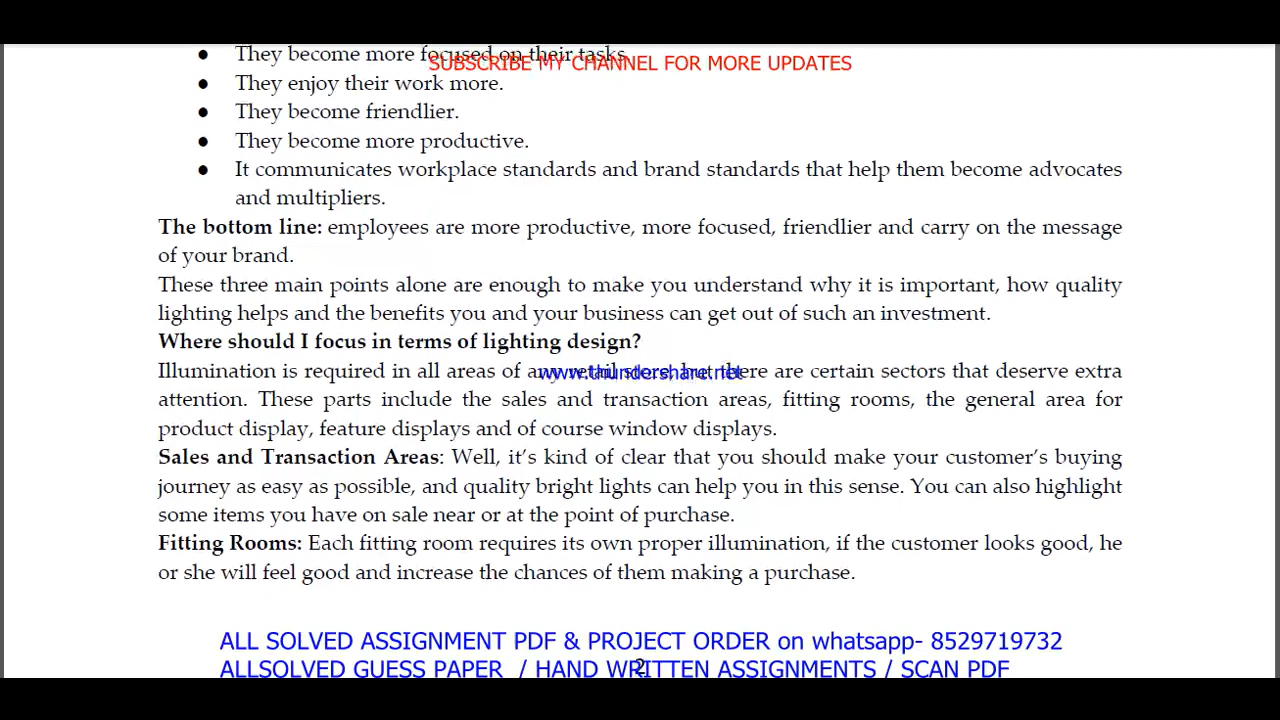 ● They become more focused on their tasks.
SUBSCRIBE MY CHANNEL FOR MORE UPDATES
● They enjoy their work more.
● They become friendlier.
● They become more productive.
● It communicates workplace standards and brand standards that help them become advocates
and multipliers.
The bottom line: employees are more productive, more focused, friendlier and carry on the message
of your brand.
These three main points alone are enough to make you understand why it is important, how quality
lighting helps and the benefits you and your business can get out of such an investment.
Where should I focus in terms of lighting design?
Illumination is required in all areas of any retail store, but there are certain sectors that deserve extra
www.thundershare.net
attention. These parts include the sales and transaction areas, fitting rooms, the general area for
product display, feature displays and of course window displays.
Sales and Transaction Areas: Well, it's kind of clear that you should make your customer's buying
journey as easy as possible, and quality bright lights can help you in this sense. You can also highlight
some items you have on sale near or at the point of purchase.
Fitting Rooms: Each fitting room requires its own proper illumination, if the customer looks good, he
or she will feel good and increase the chances of them making a purchase.
ALL SOLVED ASSIGNMENT PDF & PROJECT ORDER on whatsapp- 8529719732
ALLSOLVED GUESS PAPER / HAND WRITTEN ASSIGNMENTS / SCAN PDF
2